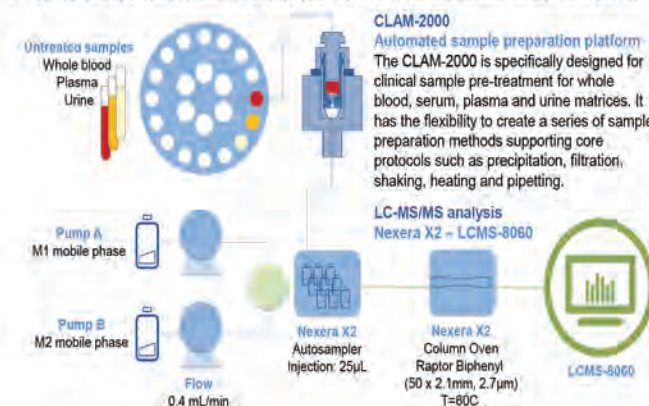 CLAM-2000
Automated sample preparation platform
The CLAM-2000 is specifically designed for
clinical sample pre-treatment for whole
blood, serum, plasma and urine matrices. It
has the flexibility to create a series of sample
preparation methods supporting core
protocols such as precipitation, filtration,
shaking, heating and pipetting.
Untreated samples
Whole blood
Plasma
Urine
LC-MS/MS analysis
Nexera X2 – LCMS-8060
Pump A
M1 mobile phase
Pump B
M2 mobile phase
Flow
0.4 mL/min
Nexera X2
Autosampler
Injection: 25µL
Nexera X2
Column Oven
Raptor Biphenyl
(50 x 2.1mm, 2.7µm)
T=60C
LCMS-8060